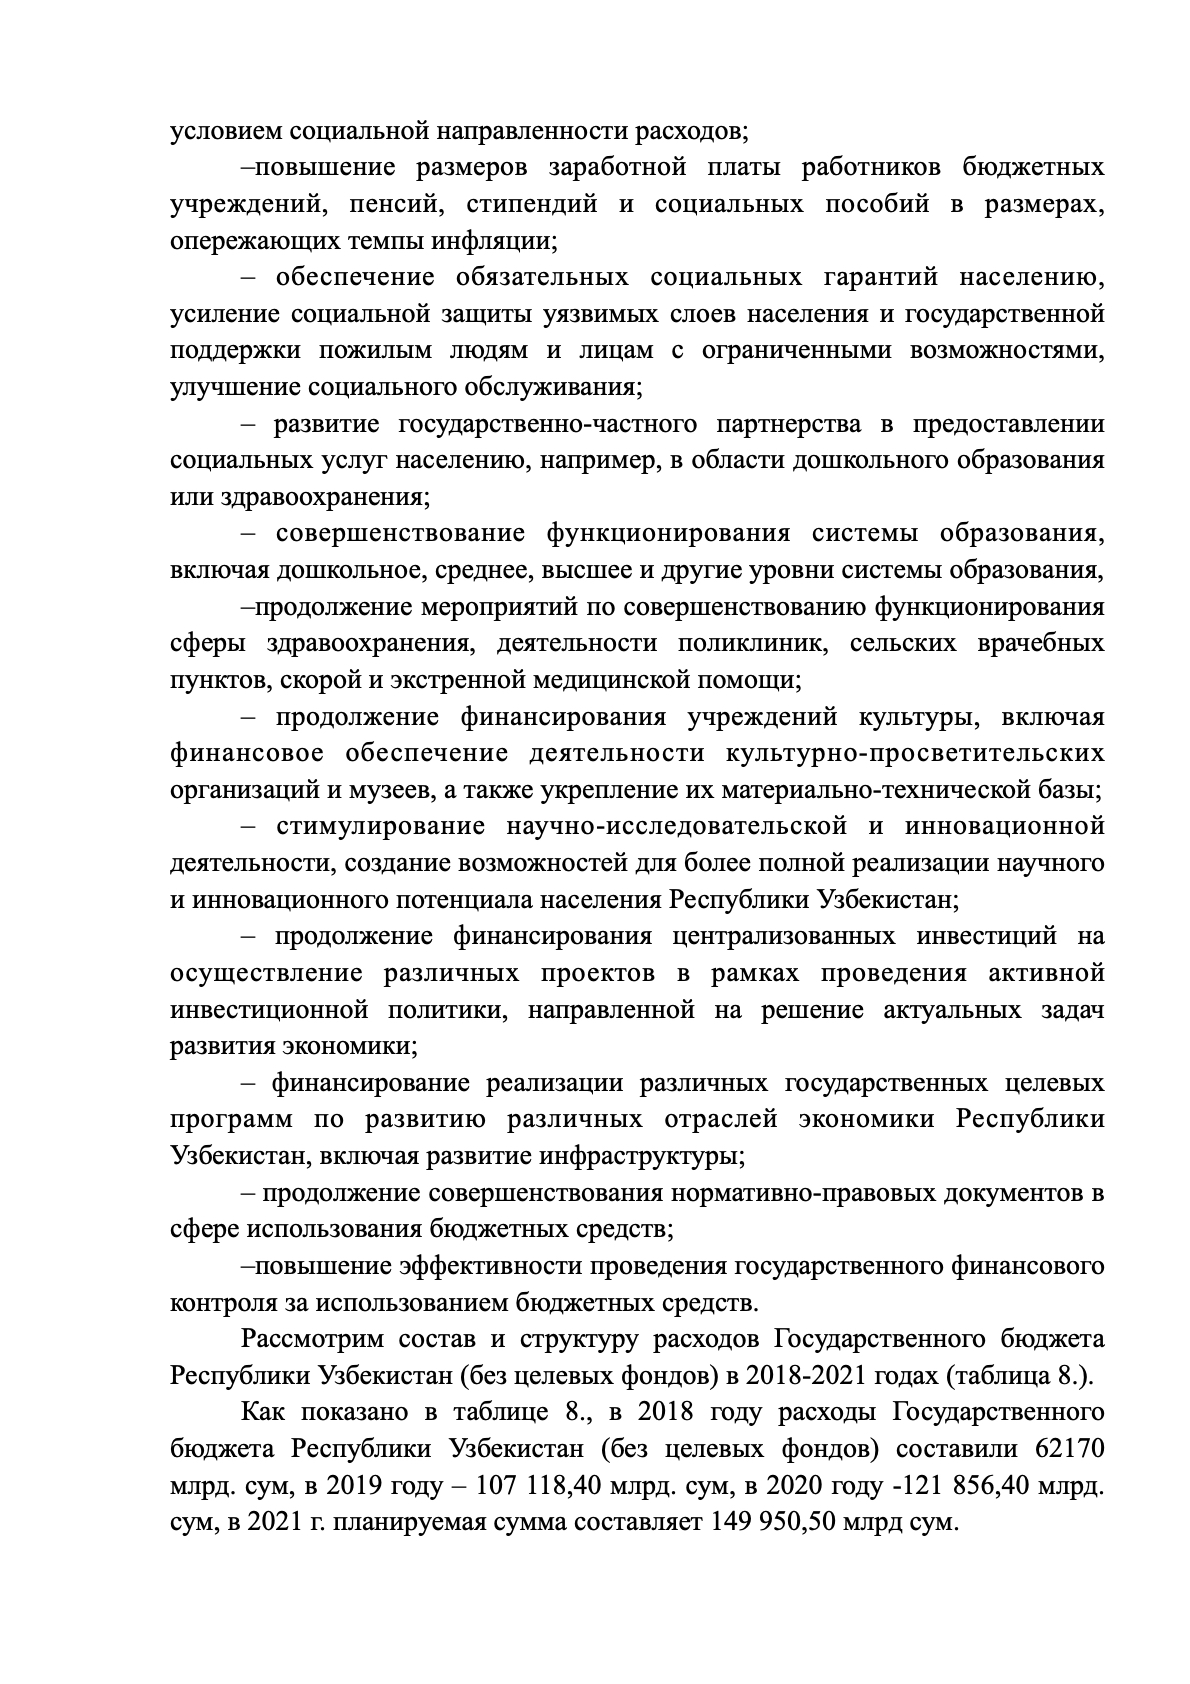 условием социальной направленности расходов;
–повышение размеров заработной платы работников бюджетных
учреждений, пенсий, стипендий и социальных пособий в размерах,
опережающих темпы инфляции;
– обеспечение обязательных социальных гарантий населению,
усиление социальной защиты уязвимых слоев населения и государственной
поддержки пожилым людям и лицам с ограниченными возможностями,
улучшение социального обслуживания;
– развитие государственно-частного партнерства в предоставлении
социальных услуг населению, например, в области дошкольного образования
или здравоохранения;
– совершенствование функционирования системы образования,
включая дошкольное, среднее, высшее и другие уровни системы образования,
–продолжение мероприятий по совершенствованию функционирования
сферы здравоохранения, деятельности поликлиник, сельских врачебных
пунктов, скорой и экстренной медицинской помощи;
– продолжение финансирования учреждений культуры, включая
финансовое обеспечение деятельности культурно-просветительских
организаций и музеев, а также укрепление их материально-технической базы;
– стимулирование научно-исследовательской и инновационной
деятельности, создание возможностей для более полной реализации научного
и инновационного потенциала населения Республики Узбекистан;
– продолжение финансирования централизованных инвестиций на
осуществление различных проектов в рамках проведения активной
инвестиционной политики, направленной на решение актуальных задач
развития экономики;
– финансирование реализации различных государственных целевых
программ по развитию различных отраслей экономики Республики
Узбекистан, включая развитие инфраструктуры;
– продолжение совершенствования нормативно-правовых документов в
сфере использования бюджетных средств;
–повышение эффективности проведения государственного финансового
контроля за использованием бюджетных средств.
Рассмотрим состав и структуру расходов Государственного бюджета
Республики Узбекистан (без целевых фондов) в 2018-2021 годах (таблица 8.).
Как показано в таблице 8., в 2018 году расходы Государственного
бюджета Республики Узбекистан (без целевых фондов) составили 62170
млрд. сум, в 2019 году – 107 118,40 млрд. сум, в 2020 году -121 856,40 млрд.
сум, в 2021 г. планируемая сумма составляет 149 950,50 млрд сум.